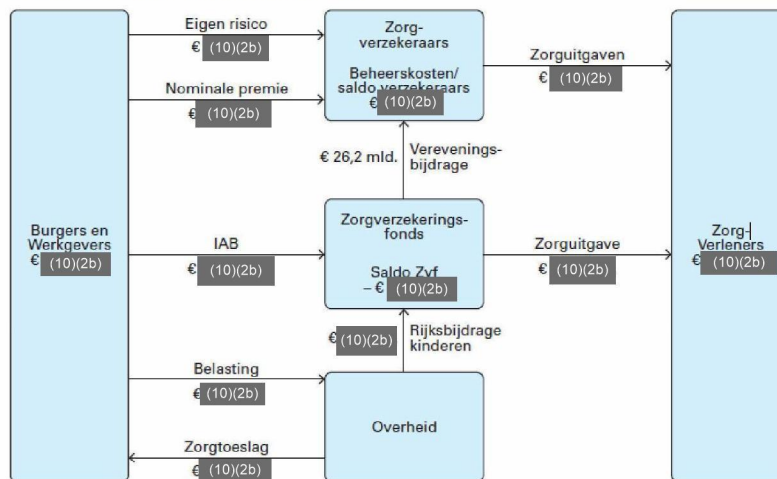 Eigen risico
€ (10)(2b)
Nominale premie
€ (10)(2b)
Zorg-
verzekeraars
Beheerskosten/
saldo verzekeraars
€ (10)(2b)
Zorguitgaven
€ (10)(2b)
€ 26,2 mld.
Verevenings-
bijdrage
Burgers en
Werkgevers
€ (10)(2b)
IAB
€ (10)(2b)
Zorgverzekerings-
fonds
Saldo Zvf
– € (10)(2b)
Zorguitgave
€ (10)(2b)
Zorg-
Verleners
€ (10)(2b)
€ (10)(2b)
Rijksbijdrage
kinderen
Belasting
€ (10)(2b)
Overheid
Zorgtoeslag
€ (10)(2b)